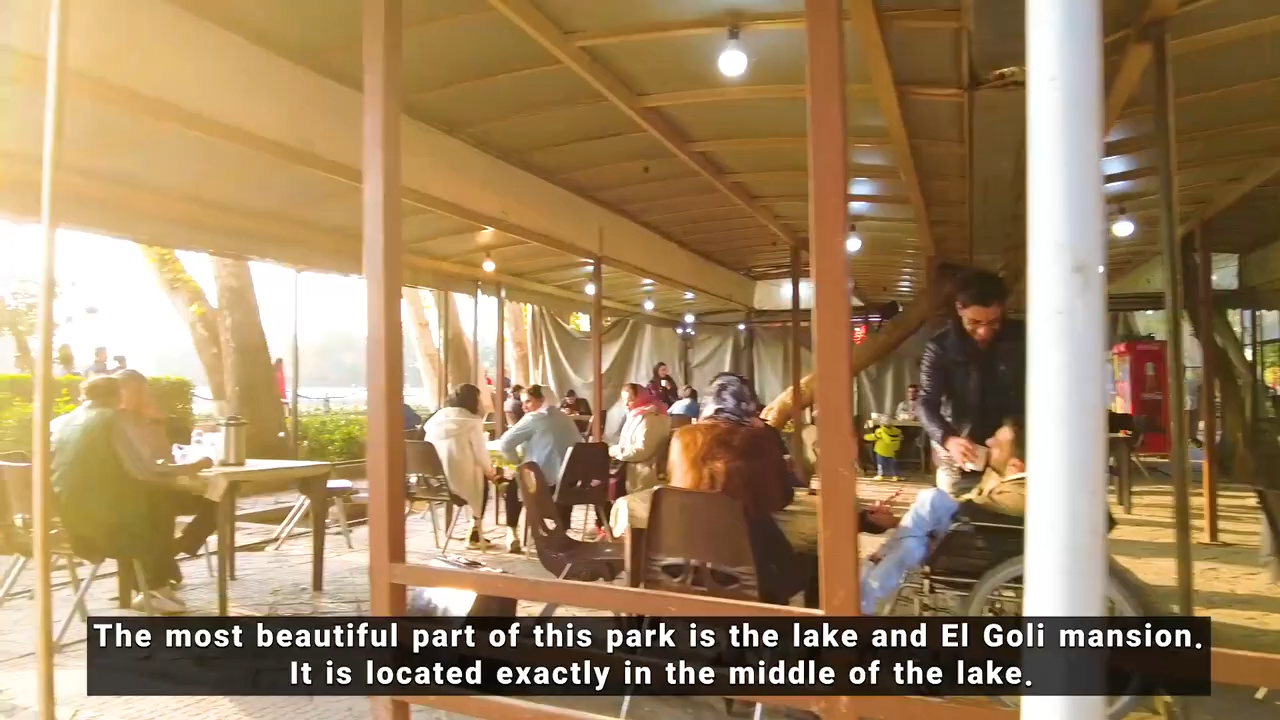 The most beautiful part of this park is the lake and El Goli mansion.
It is located exactly in the middle of the lake.